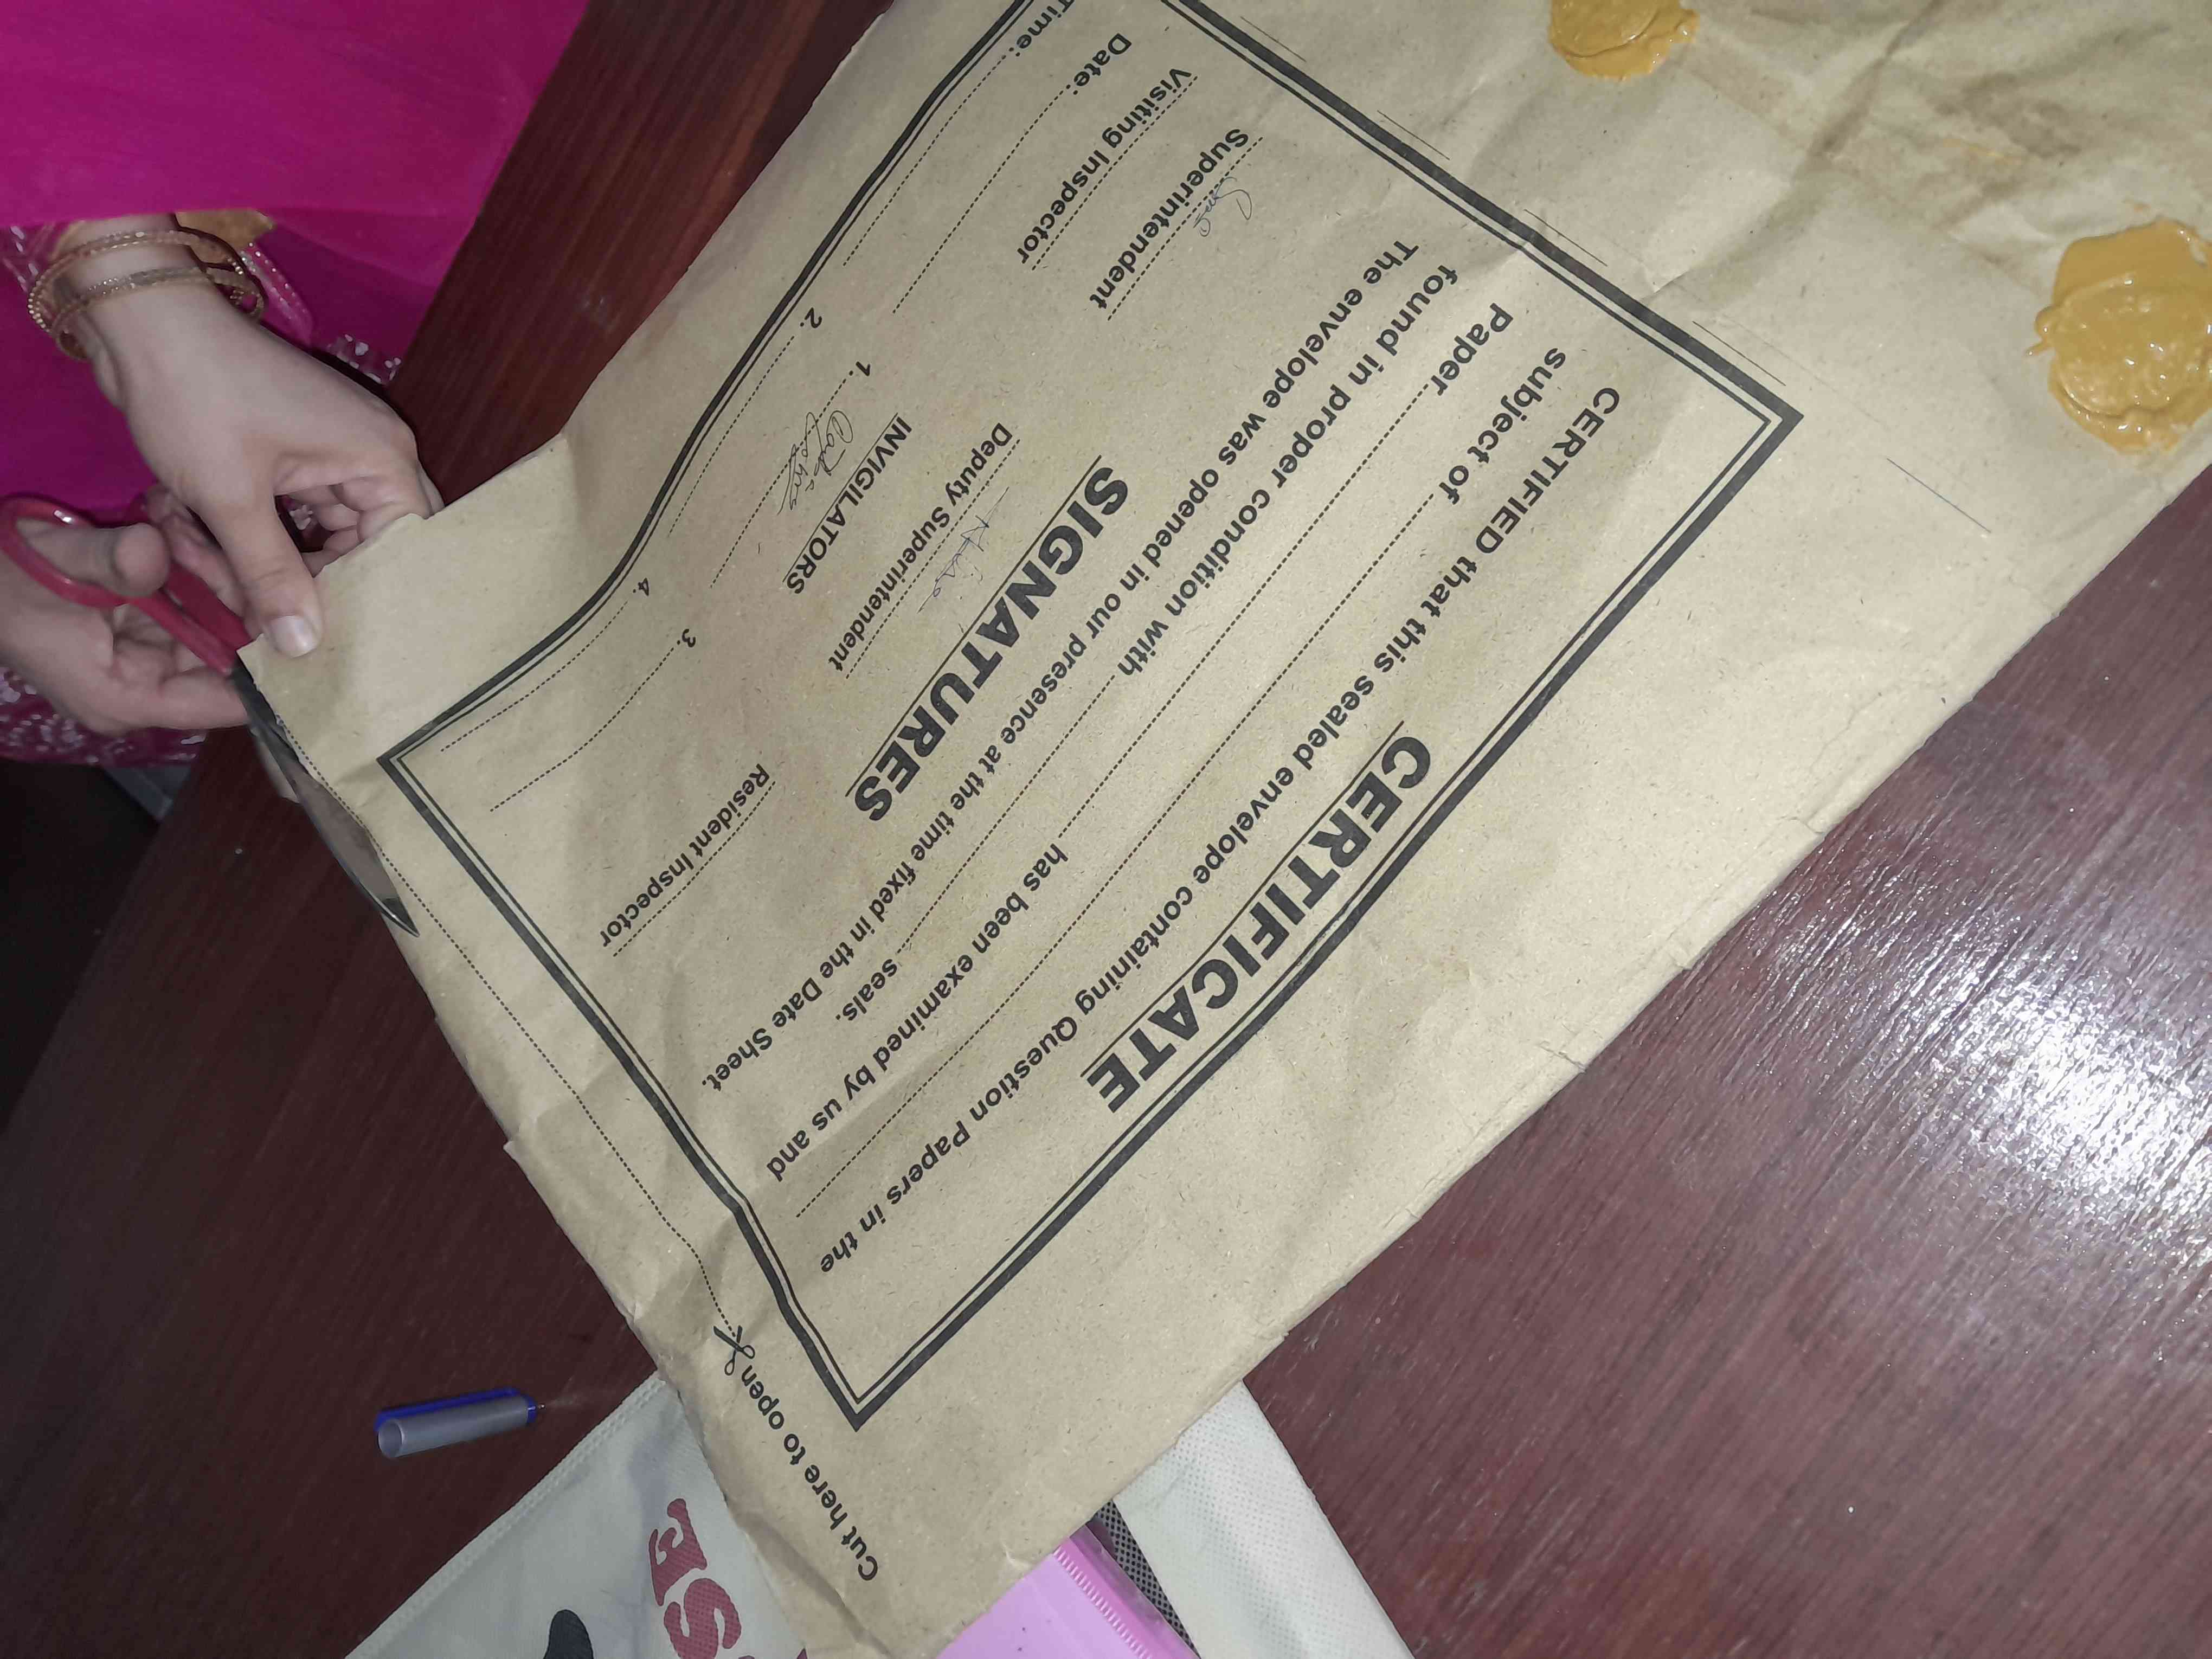 CERTIFICATE
CERTIFIED that this sealed envelope containing Question Papers in the
subject of
Paper has been examined by us and
found in proper condition with seals.
The envelope was opened in our presence at the time fixed in the Date Sheet.
SIGNATURES
Superintendent Deputy Superintendent Resident Inspector
Visiting Inspector
INVIGILATORS
Date: 1. 3.
Time: 2. 4.
Cut here to open